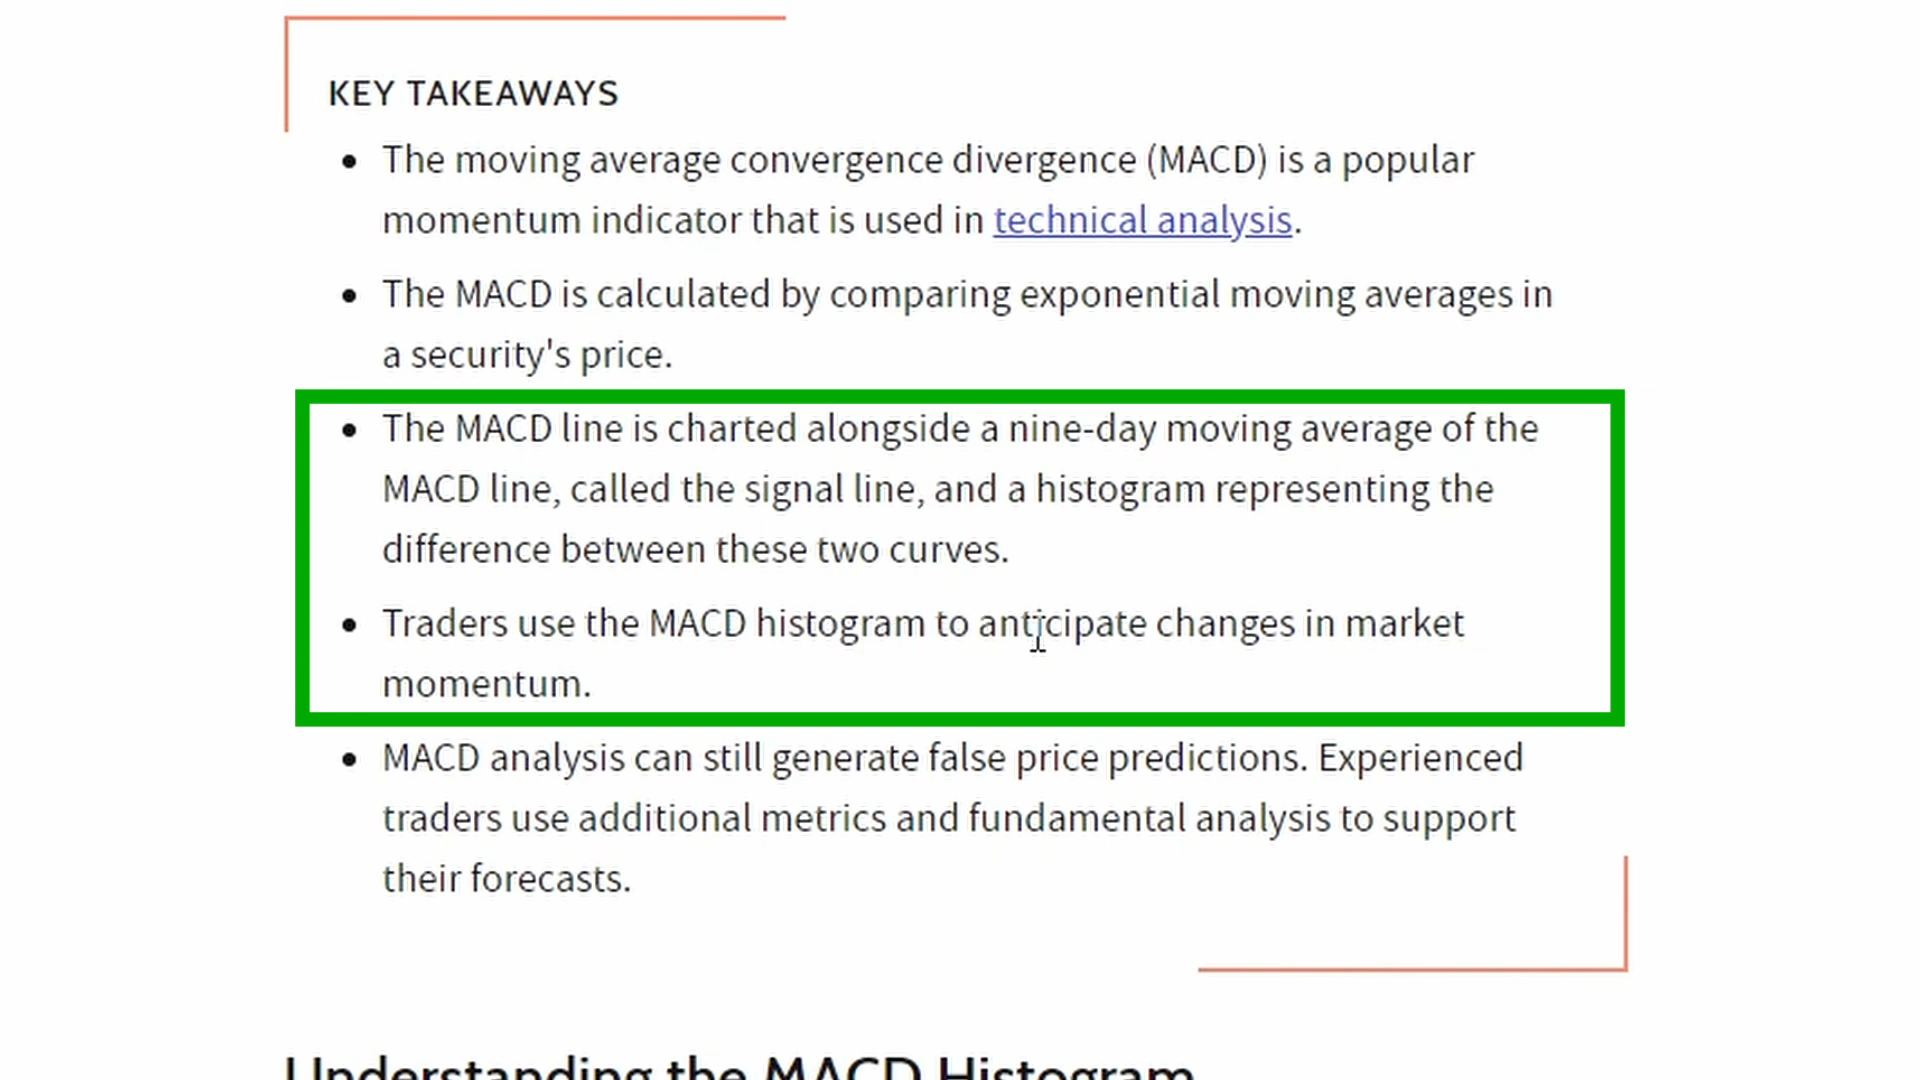 KEY TAKEAWAYS
• The moving average convergence divergence (MACD) is a popular
momentum indicator that is used in technical analysis.
• The MACD is calculated by comparing exponential moving averages in
a security's price.
• The MACD line is charted alongside a nine-day moving average of the
MACD line, called the signal line, and a histogram representing the
difference between these two curves.
• Traders use the MACD histogram to anticipate changes in market
momentum.
• MACD analysis can still generate false price predictions. Experienced
traders use additional metrics and fundamental analysis to support
their forecasts.
Understanding the MACD Histogram